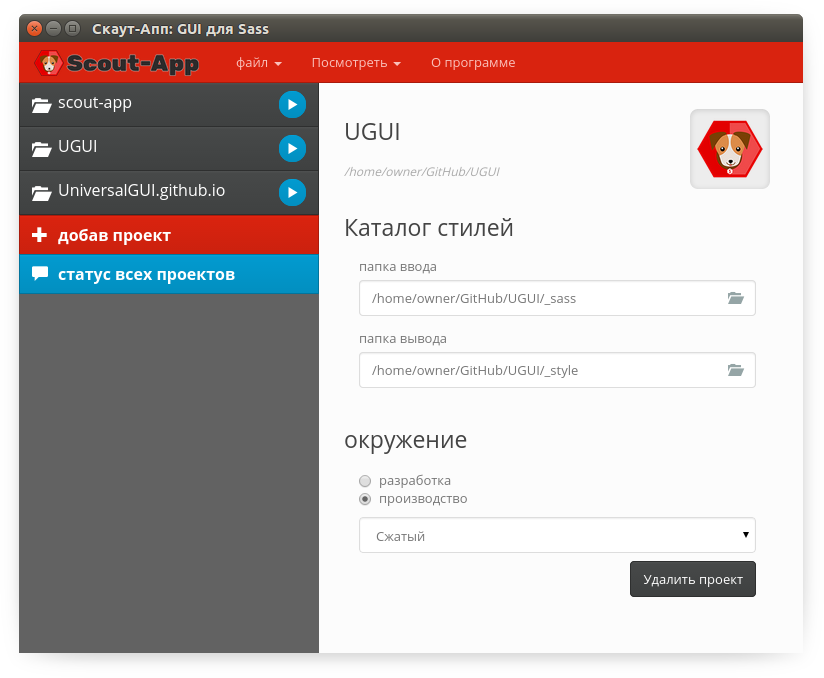 Скаут-Апп: GUI для Sass
Scout-App файл Посмотреть О программе
scout-app
UGUI
UniversalGUI.github.io
добав проект
статус всех проектов
UGUI
/home/owner/GitHub/UGUI
Каталог стилей
папка ввода
/home/owner/GitHub/UGUI/_sass
папка вывода
/home/owner/GitHub/UGUI/_style
окружение
разработка
производство
Сжатый
Удалить проект